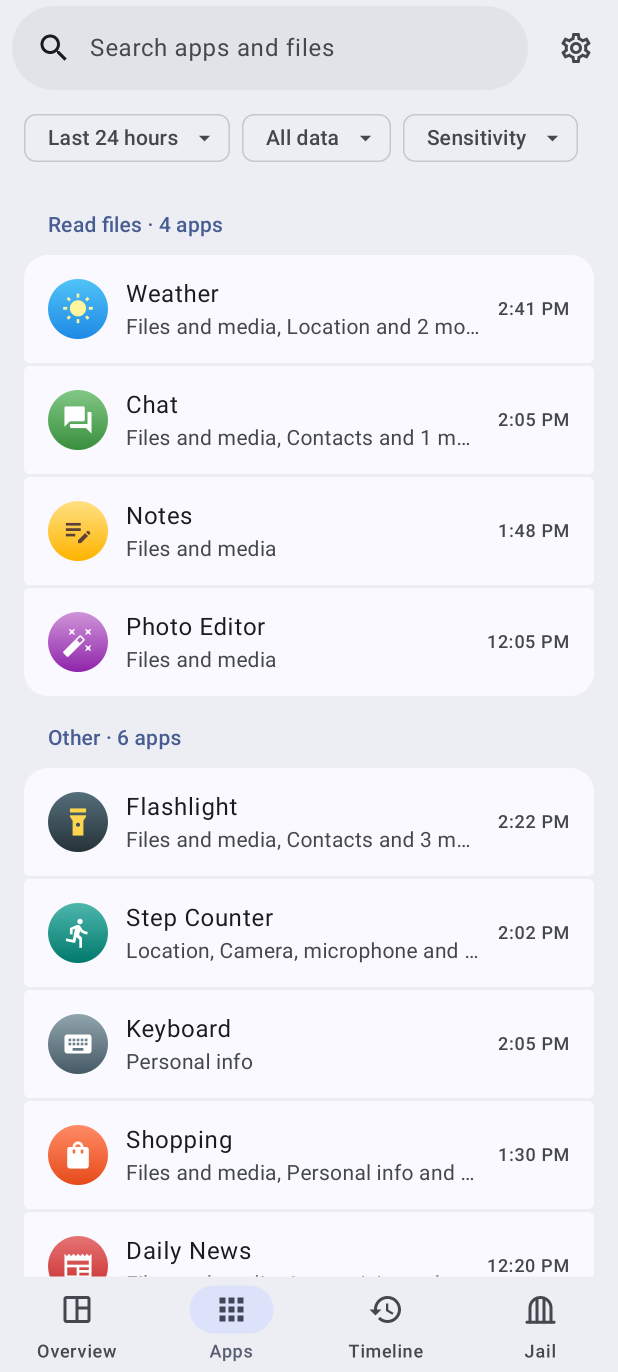 Search apps and files
Last 24 hours
All data
Sensitivity
Read files · 4 apps
Weather
2:41 PM
Files and media, Location and 2 mo...
Chat
2:05 PM
Files and media, Contacts and 1 m...
Notes
1:48 PM
Files and media
Photo Editor
12:05 PM
Files and media
Other · 6 apps
Flashlight
2:22 PM
Files and media, Contacts and 3 m...
Step Counter
2:02 PM
Location, Camera, microphone and ...
Keyboard
2:05 PM
Personal info
Shopping
1:30 PM
Files and media, Personal info and ...
Daily News
12:20 PM
Overview
Apps
Timeline
Jail